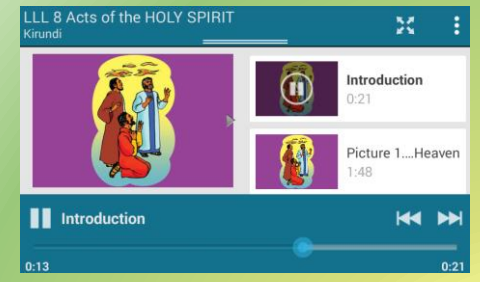 LLL 8 Acts of the HOLY SPIRIT
Kirundi
Introduction
0:21
Picture 1....Heaven
1:48
Introduction
0:13
0:21